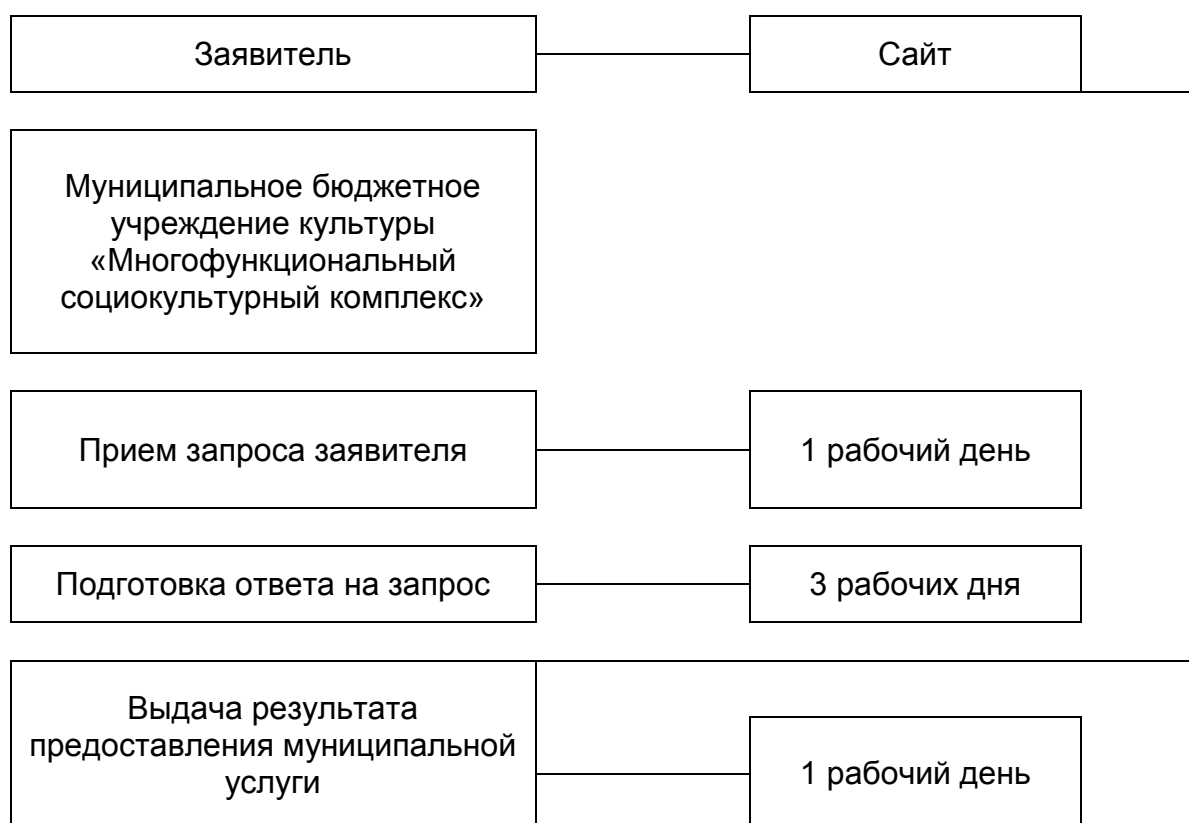 Заявитель
Сайт
Муниципальное бюджетное
учреждение культуры
«Многофункциональный
социокультурный комплекс»
Прием запроса заявителя
1 рабочий день
Подготовка ответа на запрос
3 рабочих дня
Выдача результата
предоставления муниципальной
услуги
1 рабочий день